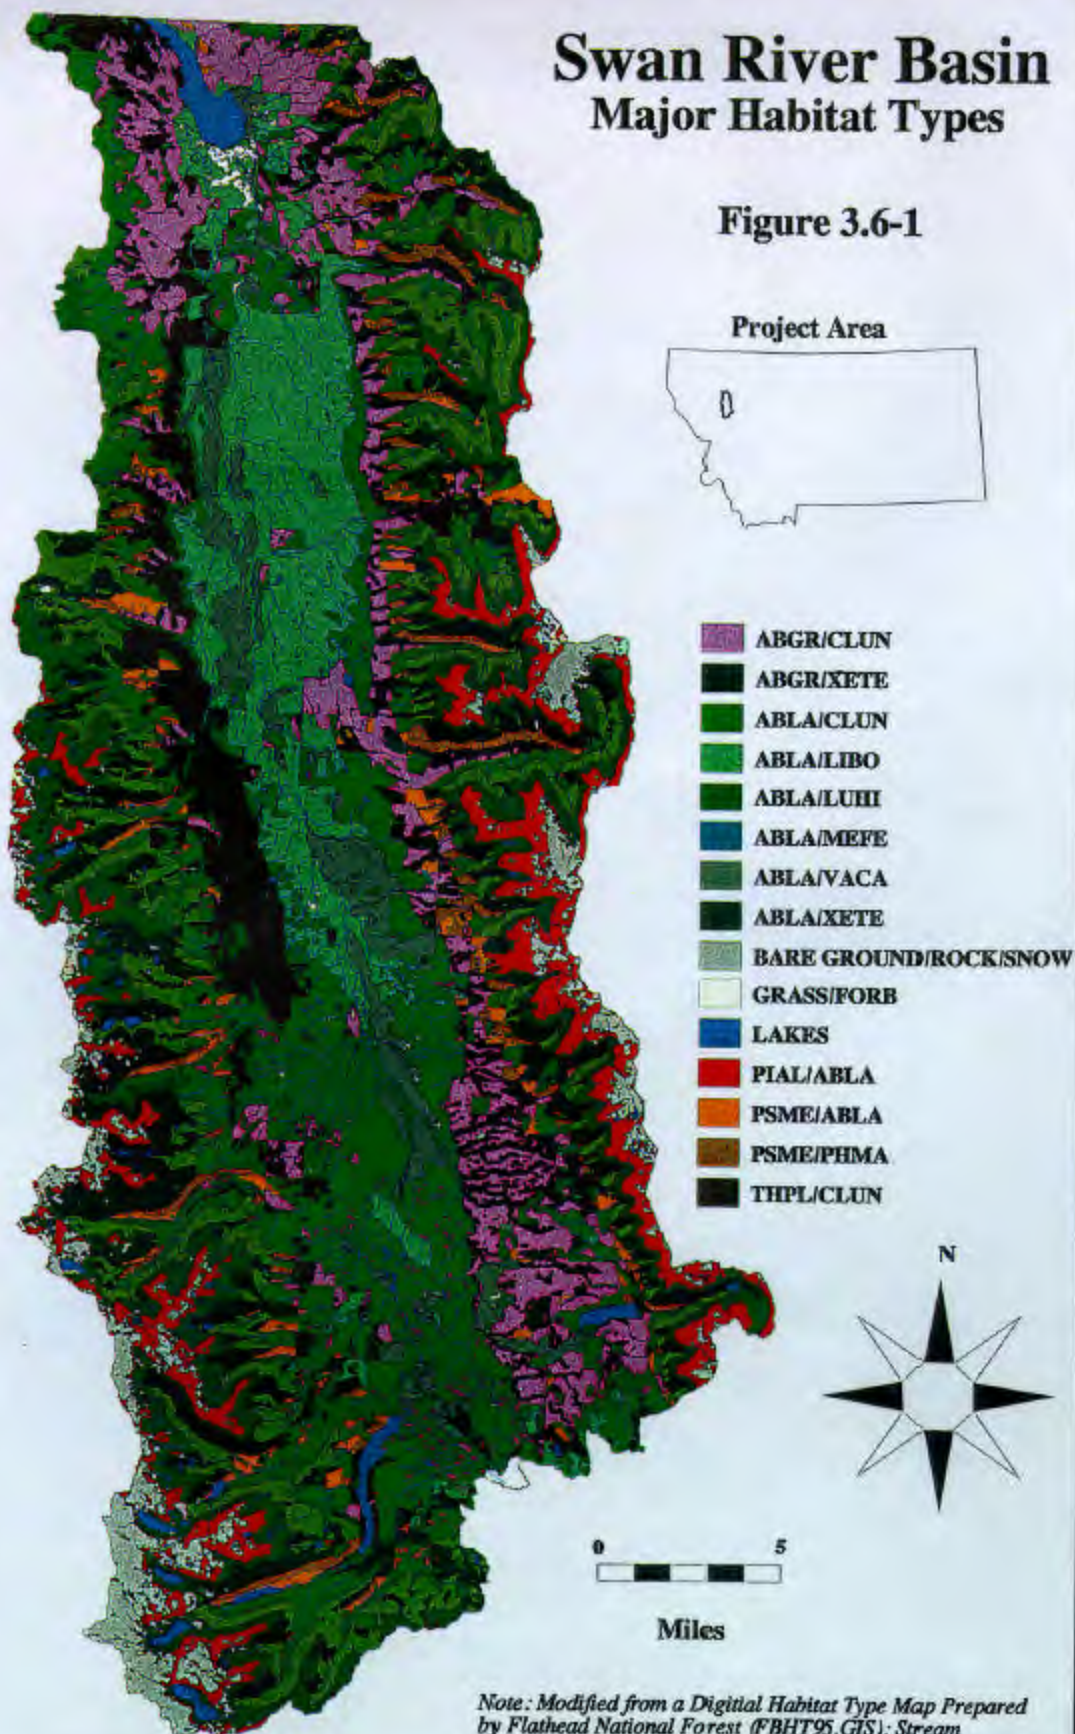 Swan River Basin
Major Habitat Types
Figure 3.6-1
Project Area
ABGR/CLUN
ABGR/XETE
ABLA/CLUN
ABLA/LIBO
ABLA/LUHI
ABLA/MEFE
ABLA/VACA
ABLA/XETE
BARE GROUND/ROCK/SNOW
GRASS/FORB
LAKES
PIAL/ABLA
PSME/ABLA
PSME/PHMA
THPL/CLUN
N
0 5
Miles
Note: Modified from a Digitial Habitat Type Map Prepared
by Flathead National Forest (FBHT95.GIS); Stream